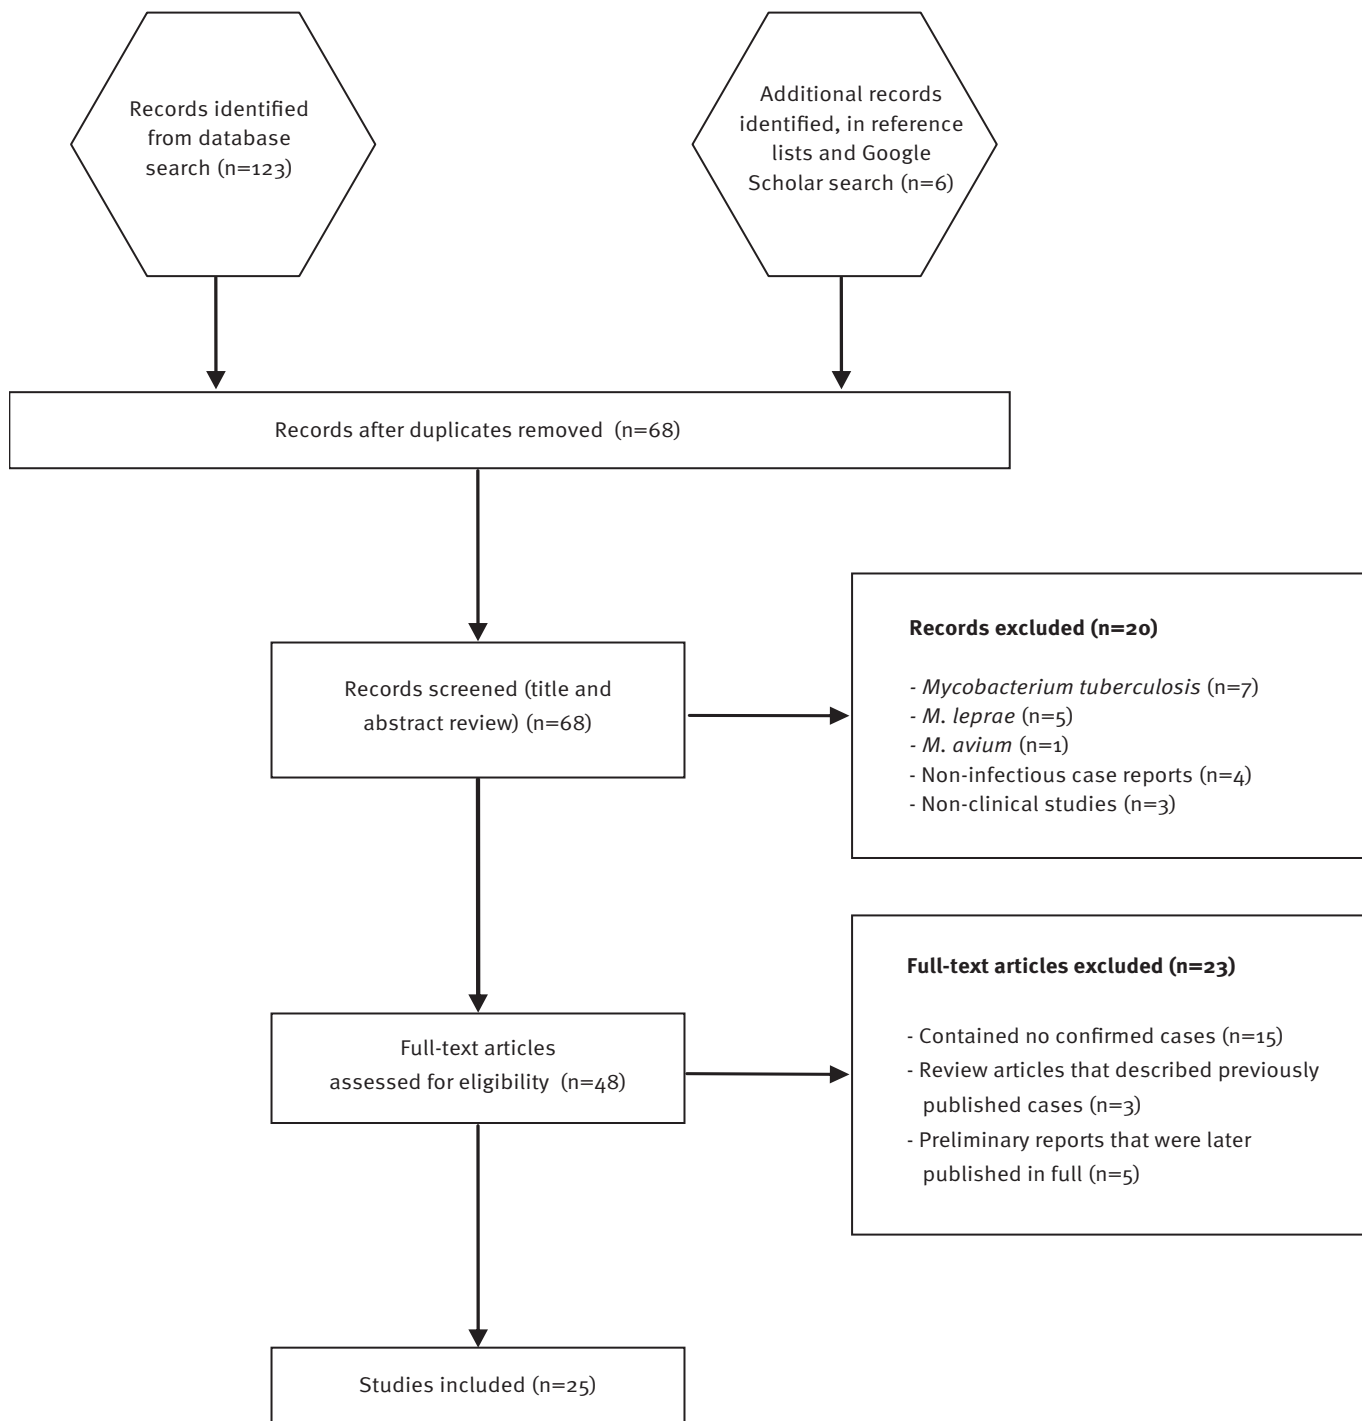 Records identified
from database
search (n=123)
Additional records
identified, in reference
lists and Google
Scholar search (n=6)
Records after duplicates removed (n=68)
Records screened (title and
abstract review) (n=68)
Records excluded (n=20)
- Mycobacterium tuberculosis (n=7)
- M. leprae (n=5)
- M. avium (n=1)
- Non-infectious case reports (n=4)
- Non-clinical studies (n=3)
Full-text articles
assessed for eligibility (n=48)
Full-text articles excluded (n=23)
- Contained no confirmed cases (n=15)
- Review articles that described previously
published cases (n=3)
- Preliminary reports that were later
published in full (n=5)
Studies included (n=25)